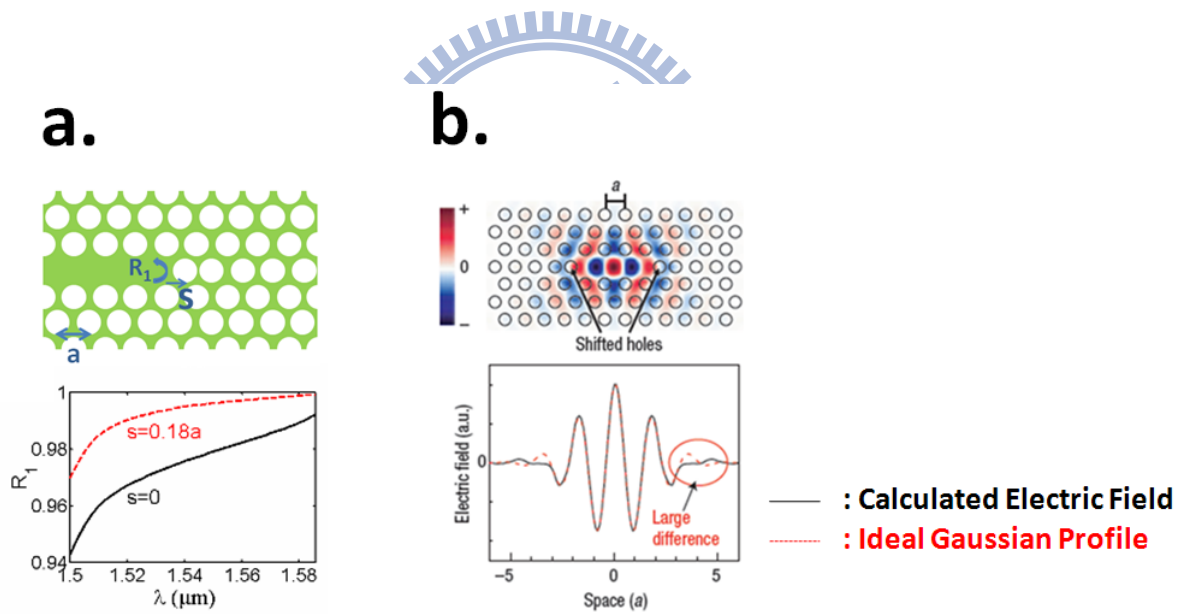 a.
b.
R₁
S
a
1
0.98
0.96
0.94
R₁
s=0.18a
s=0
1.5
1.52
1.54
1.56
1.58
λ (μm)
a
+
0
−
Shifted holes
Electric field (a.u.)
0
Large
difference
−5
0
5
Space (a)
: Calculated Electric Field
: Ideal Gaussian Profile